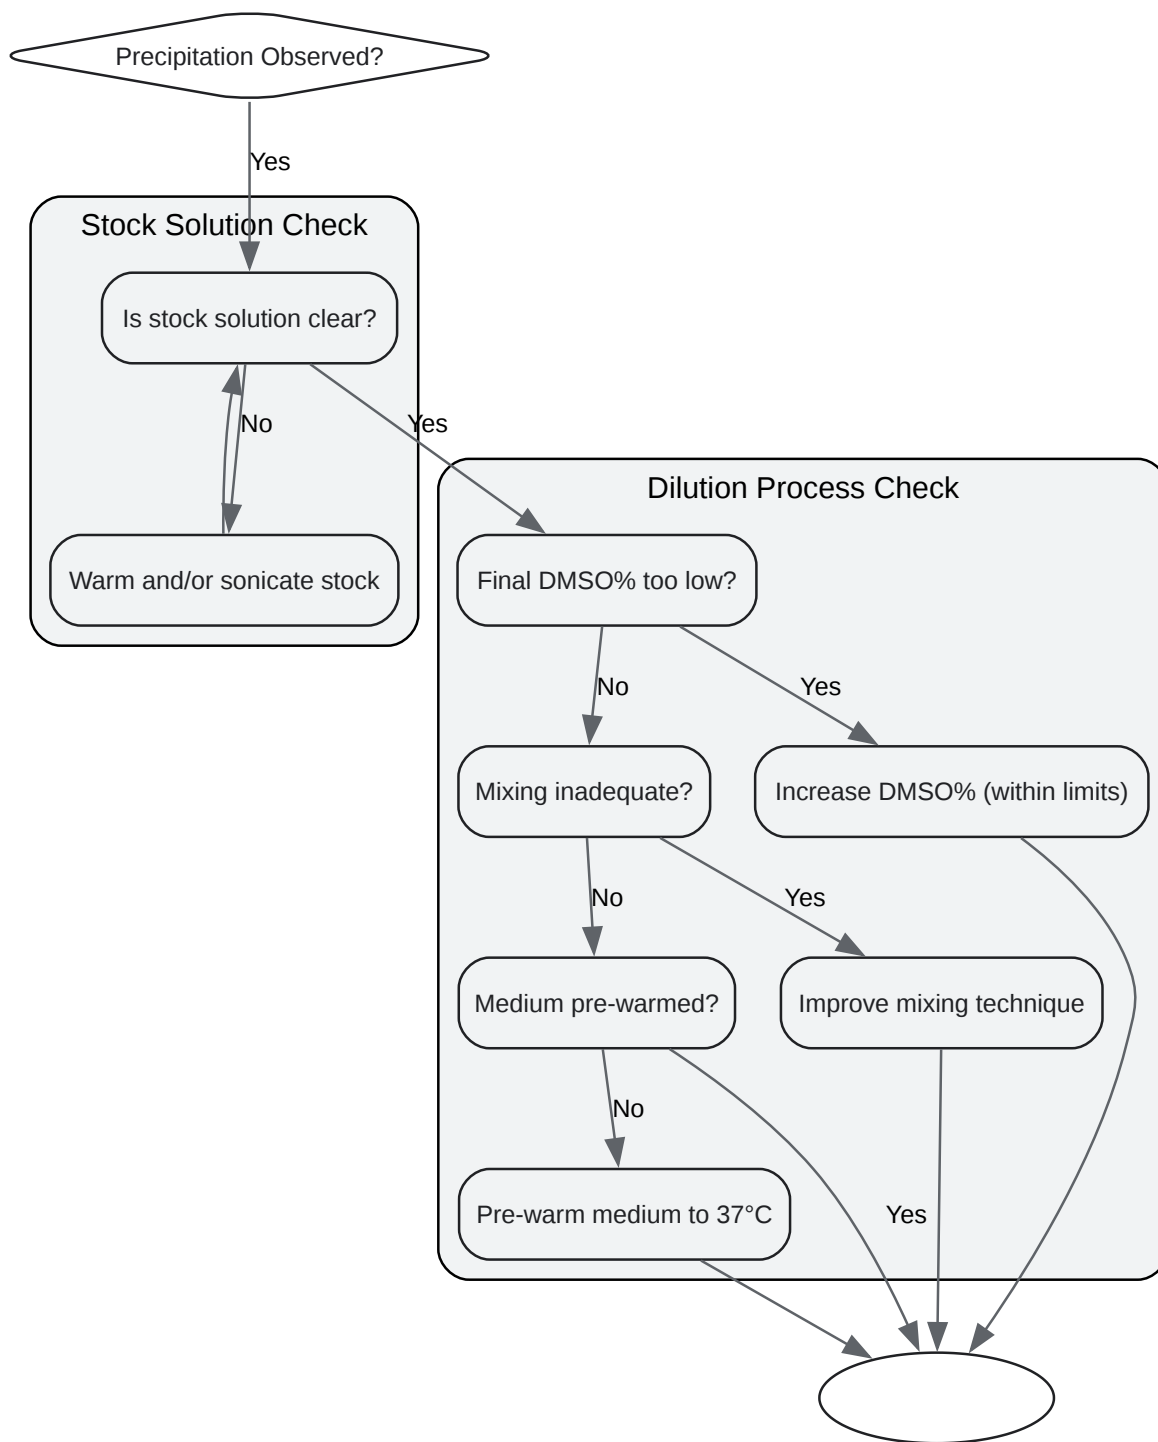 Precipitation Observed?
Yes
Stock Solution Check
Is stock solution clear?
No
Yes
Warm and/or sonicate stock
Dilution Process Check
Final DMSO% too low?
No
Yes
Mixing inadequate?
Increase DMSO% (within limits)
No
Yes
Medium pre-warmed?
Improve mixing technique
No
Pre-warm medium to 37°C
Yes